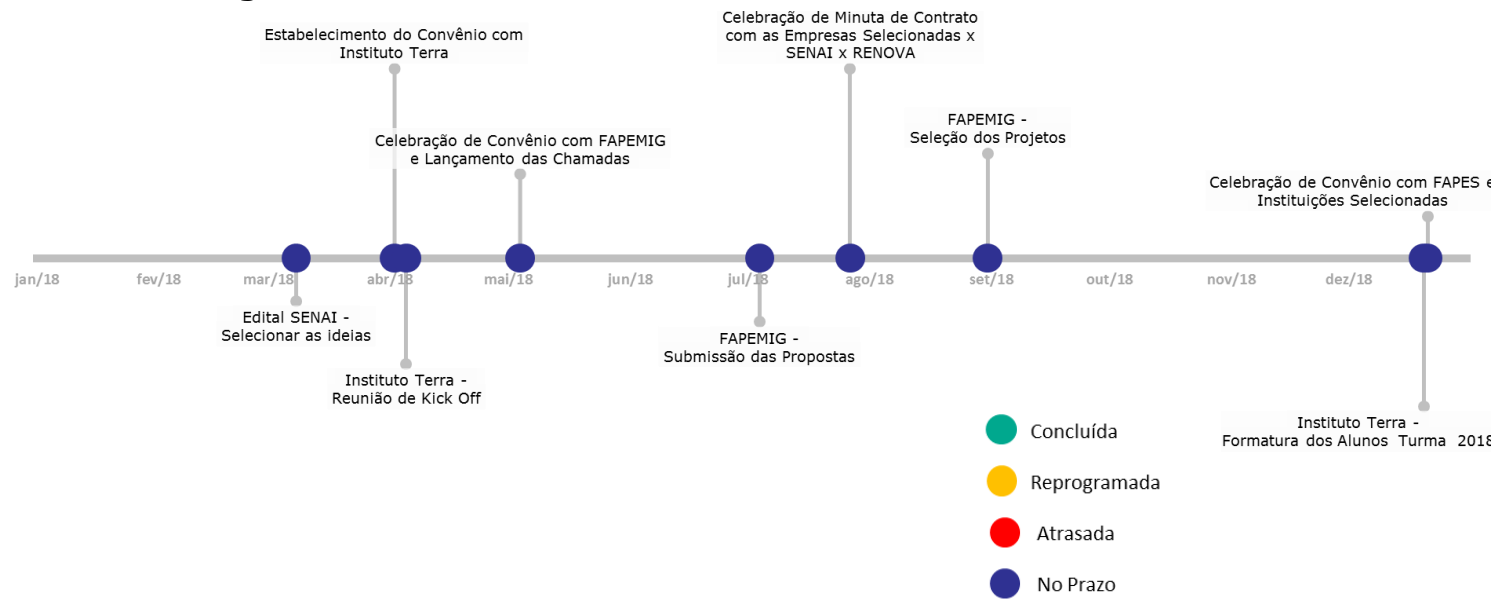 Celebração de Minuta de Contrato
com as Empresas Selecionadas x
SENAI x RENOVA
Estabelecimento do Convênio com
Instituto Terra
FAPEMIG -
Seleção dos Projetos
Celebração de Convênio com FAPEMIG
e Lançamento das Chamadas
Celebração de Convênio com FAPES e
Instituições Selecionadas
jan/18
fev/18
mar/18
abr/18
mai/18
jun/18
jul/18
ago/18
set/18
out/18
nov/18
dez/18
Edital SENAI -
Selecionar as ideias
FAPEMIG -
Submissão das Propostas
Instituto Terra -
Reunião de Kick Off
Instituto Terra -
Formatura dos Alunos Turma 2018
Concluída
Reprogramada
Atrasada
No Prazo